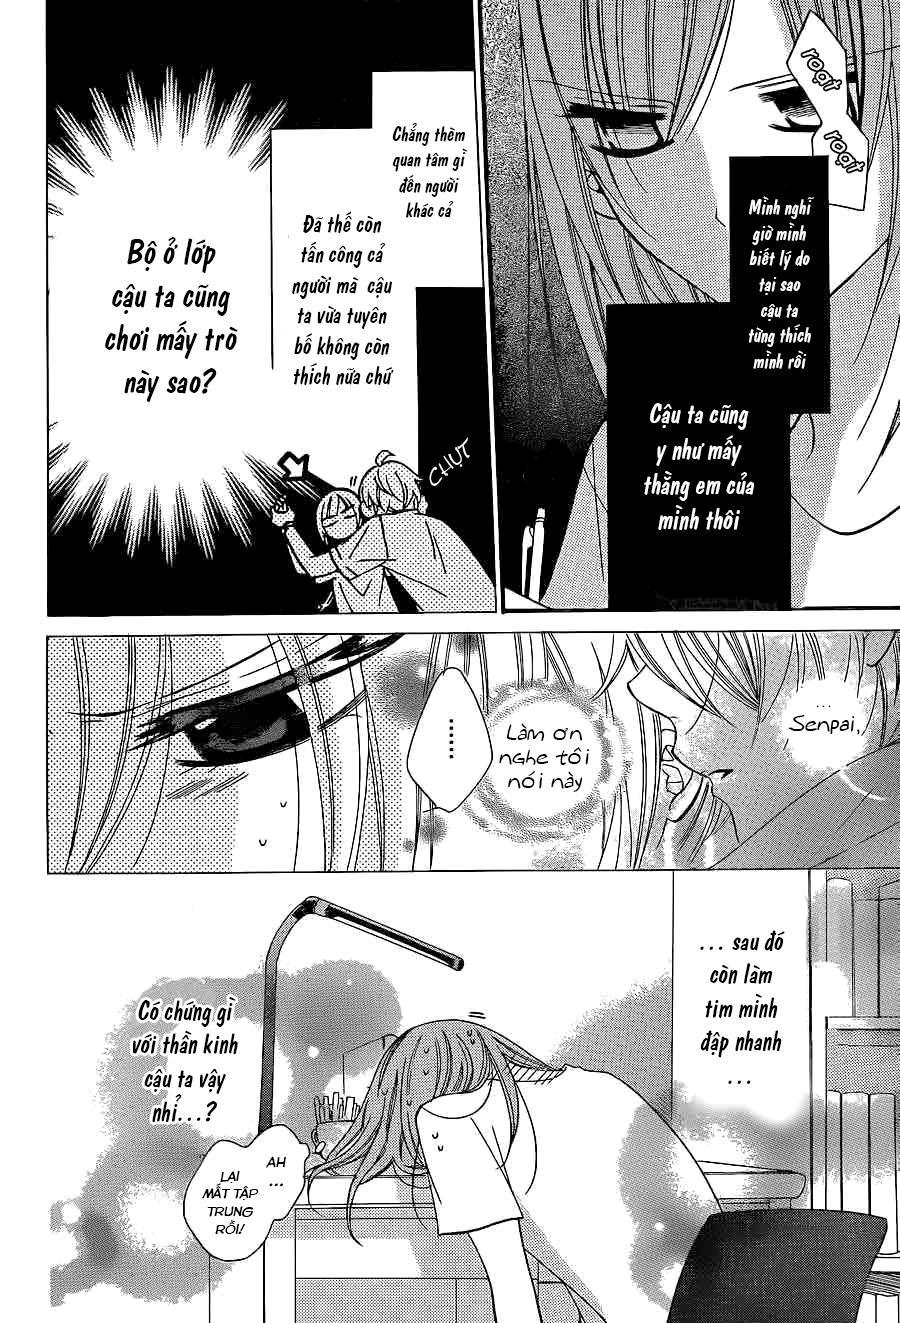 roạt
roạt
Mình nghĩ
giờ mình
biết lý do
tại sao
cậu ta
từng thích
mình rồi
Cậu ta cũng
y như mấy
thằng em của
mình thôi
Chẳng thèm
quan tâm gì
đến người
khác cả
Đã thế còn
tấn công cả
người mà cậu
ta vừa tuyên
bố không còn
thích nữa chứ
Bộ ở lớp
cậu ta cũng
chơi mấy trò
này sao?
CHỤT
...
Senpai,
Làm ơn
nghe tôi
nói này
......
... sau đó
còn làm
tim mình
đập nhanh
...
Có chứng gì
với thần kinh
cậu ta vậy
nhỉ...?
AH
...
LẠI
MẤT TẬP
TRUNG
RỒI!